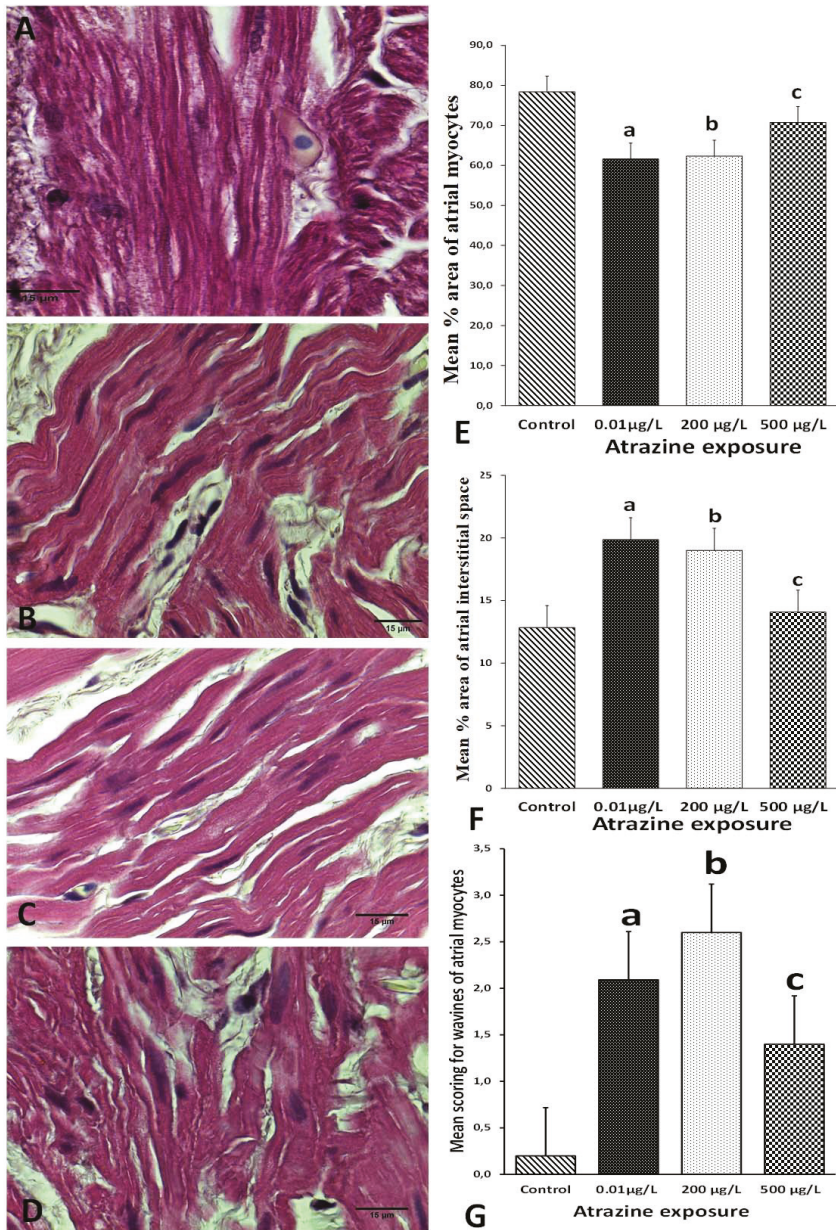 A
15 µm
B
15 µm
C
15 µm
D
15 µm
Mean % area of atrial myocytes
90,0
80,0
70,0
60,0
50,0
40,0
30,0
20,0
10,0
0,0
a
b
c
Control
0.01µg/L
200 µg/L
500 µg/L
E
Atrazine exposure
Mean % area of atrial interstitial space
25
20
15
10
5
0
a
b
c
Control
0.01µg/L
200 µg/L
500 µg/L
F
Atrazine exposure
Mean scoring for wavines of atrial myocytes
3,5
3,0
2,5
2,0
1,5
1,0
0,5
0,0
a
b
c
Control
0.01µg/L
200 µg/L
500 µg/L
G
Atrazine exposure